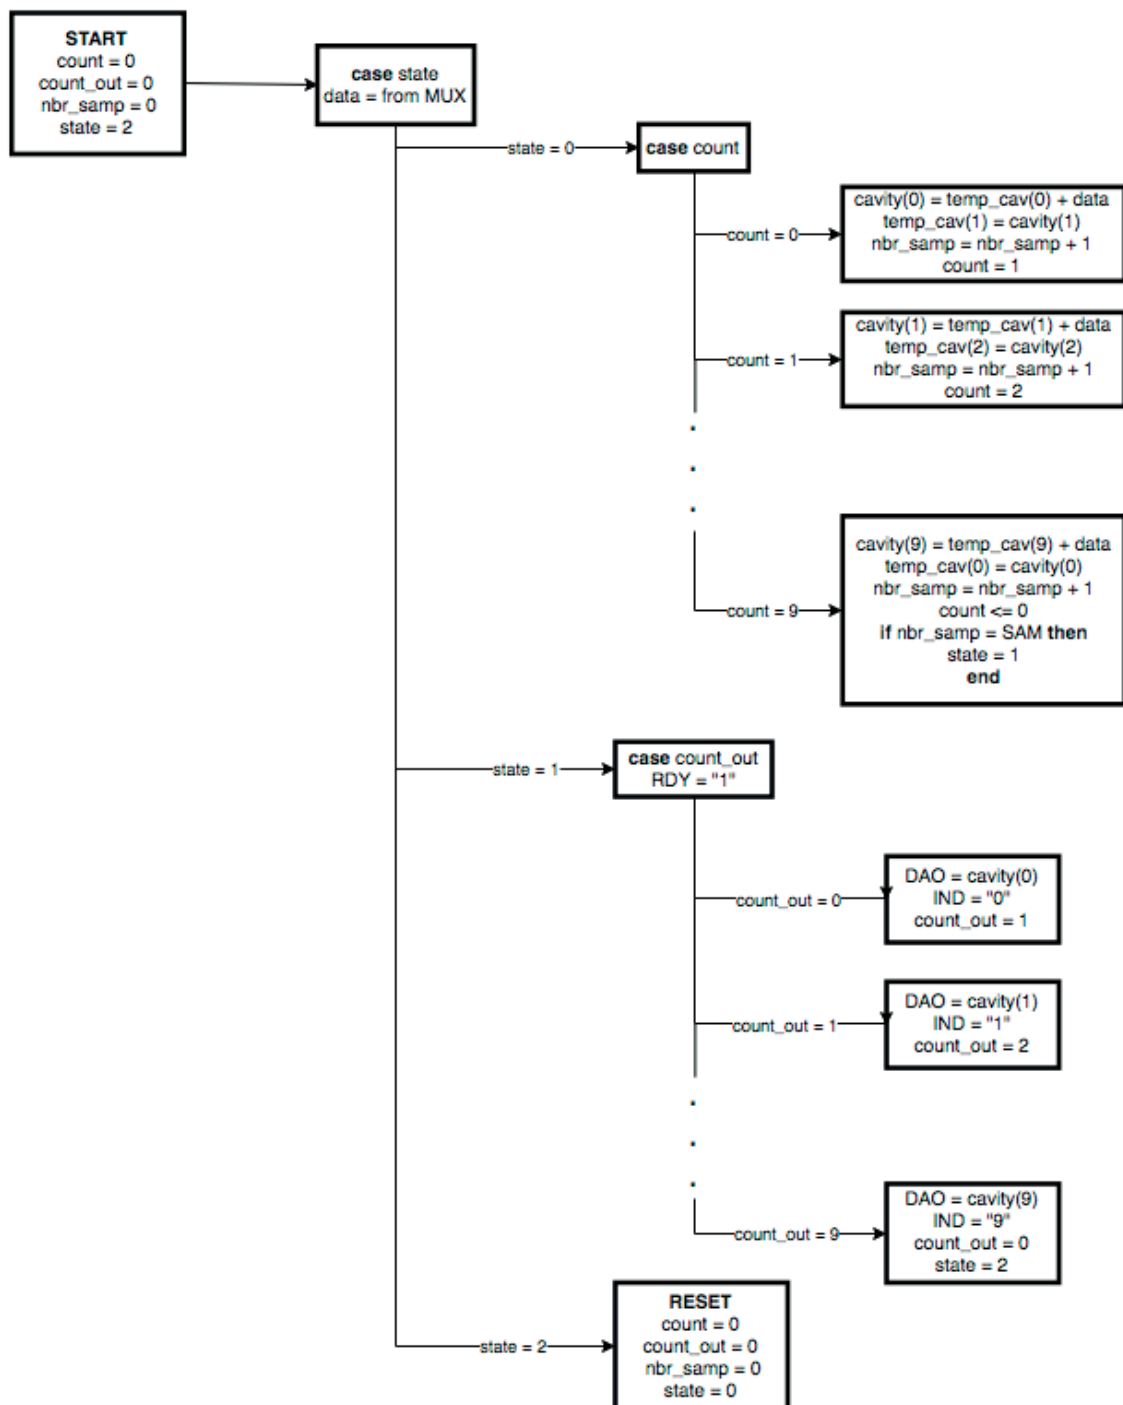 START
count = 0
count_out = 0
nbr_samp = 0
state = 2
case state
data = from MUX
state = 0
case count
count = 0
cavity(0) = temp_cav(0) + data
temp_cav(1) = cavity(1)
nbr_samp = nbr_samp + 1
count = 1
count = 1
cavity(1) = temp_cav(1) + data
temp_cav(2) = cavity(2)
nbr_samp = nbr_samp + 1
count = 2
.
.
.
count = 9
cavity(9) = temp_cav(9) + data
temp_cav(0) = cavity(0)
nbr_samp = nbr_samp + 1
count <= 0
if nbr_samp = SAM then
state = 1
end
state = 1
case count_out
RDY = "1"
count_out = 0
DAO = cavity(0)
IND = "0"
count_out = 1
count_out = 1
DAO = cavity(1)
IND = "1"
count_out = 2
.
.
.
count_out = 9
DAO = cavity(9)
IND = "9"
count_out = 0
state = 2
state = 2
RESET
count = 0
count_out = 0
nbr_samp = 0
state = 0